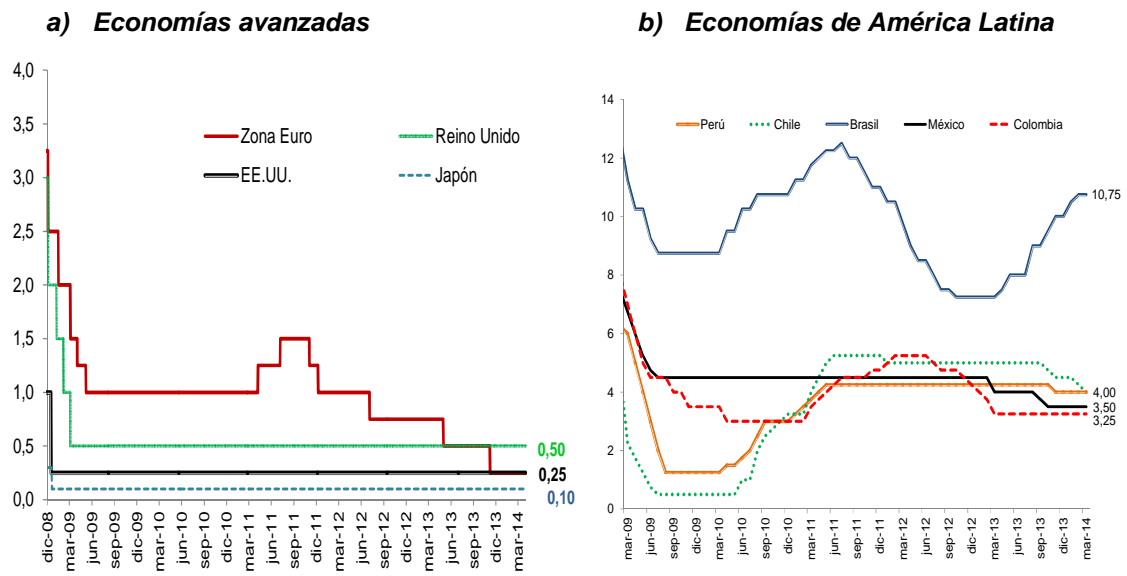 a) Economías avanzadas
4,0
3,5
3,0
2,5
2,0
1,5
1,0
0,5
0,0
Zona Euro
Reino Unido
EE.UU.
Japón
0,50
0,25
0,10
dic-08
mar-09
jun-09
sep-09
dic-09
mar-10
jun-10
sep-10
dic-10
mar-11
jun-11
sep-11
dic-11
mar-12
jun-12
sep-12
dic-12
mar-13
jun-13
sep-13
dic-13
mar-14
b) Economías de América Latina
14
12
10
8
6
4
2
0
Perú
Chile
Brasil
México
Colombia
10,75
4,00
3,50
3,25
mar-09
jun-09
sep-09
dic-09
mar-10
jun-10
sep-10
dic-10
mar-11
jun-11
sep-11
dic-11
mar-12
jun-12
sep-12
dic-12
mar-13
jun-13
sep-13
dic-13
mar-14